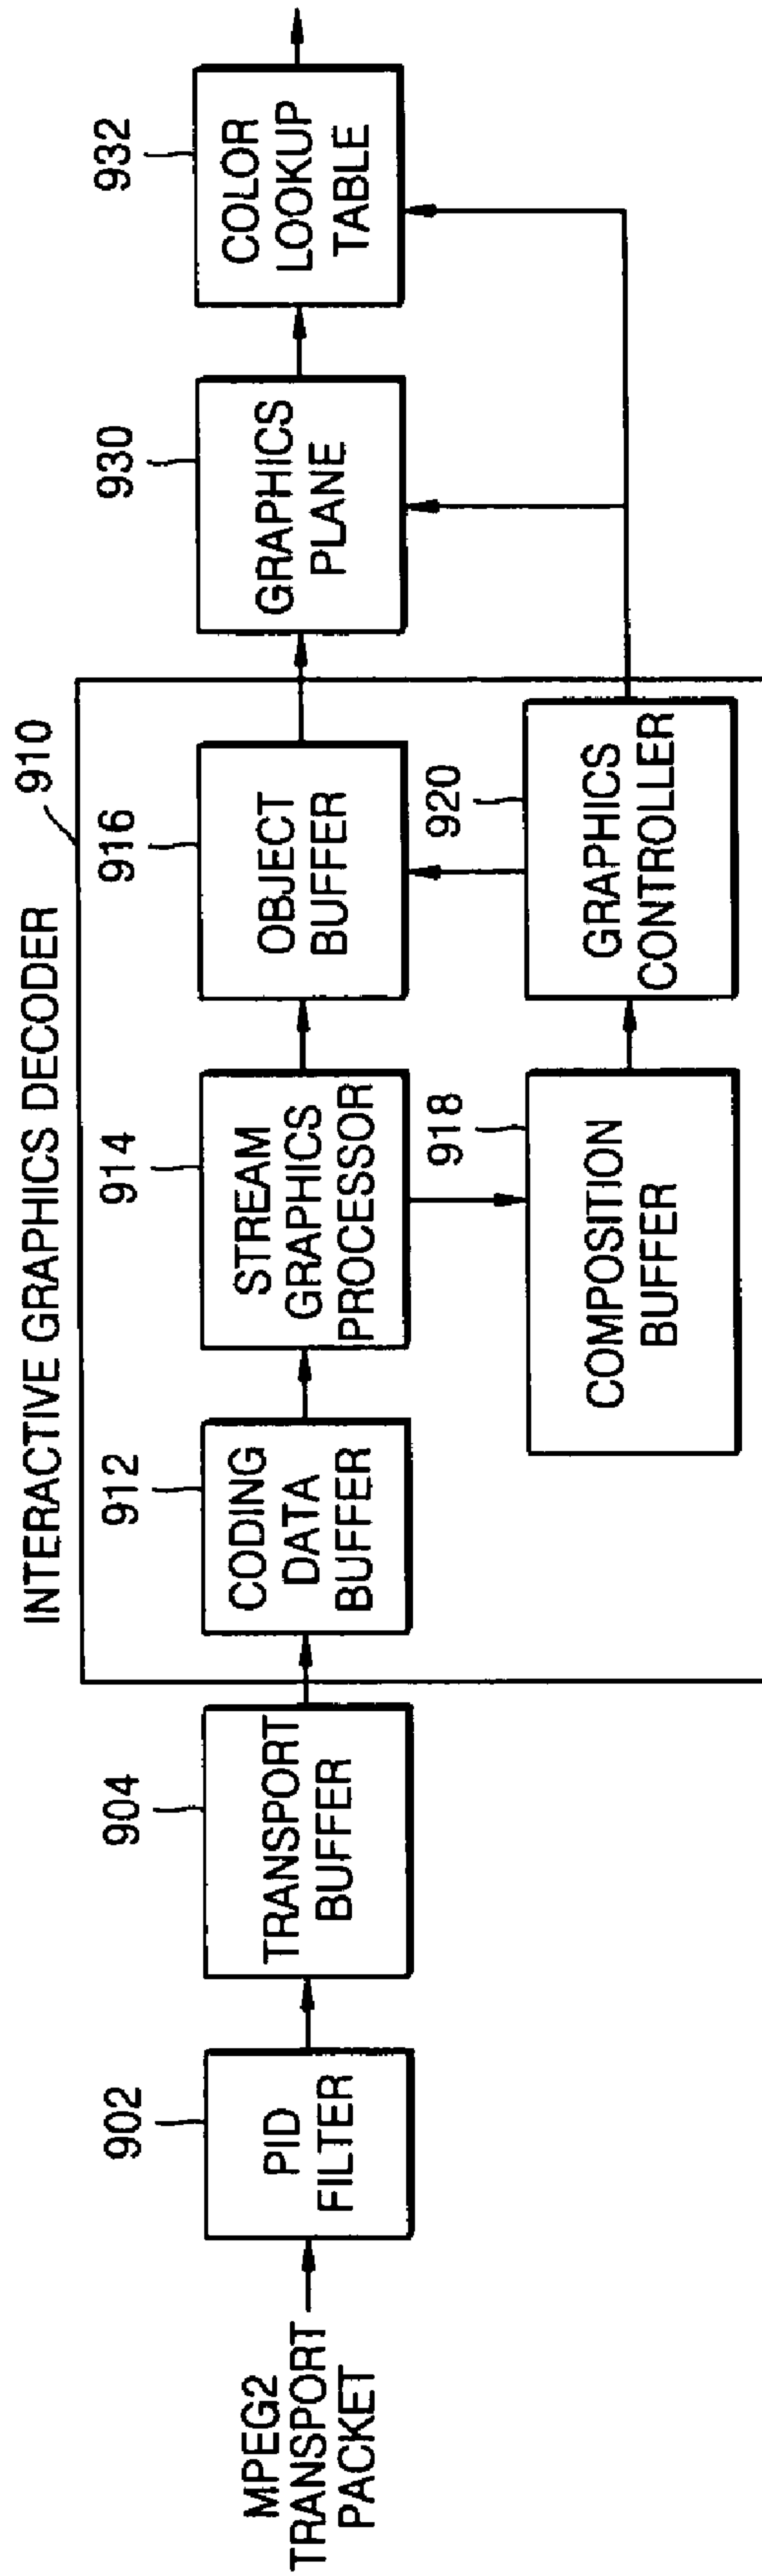 INTERACTIVE GRAPHICS DECODER
910
902
904
912
914
916
930
932
MPEG2
TRANSPORT
PACKET
PID
FILTER
TRANSPORT
BUFFER
CODING
DATA
BUFFER
STREAM
GRAPHICS
PROCESSOR
OBJECT
BUFFER
GRAPHICS
PLANE
COLOR
LOOKUP
TABLE
918
920
COMPOSITION
BUFFER
GRAPHICS
CONTROLLER